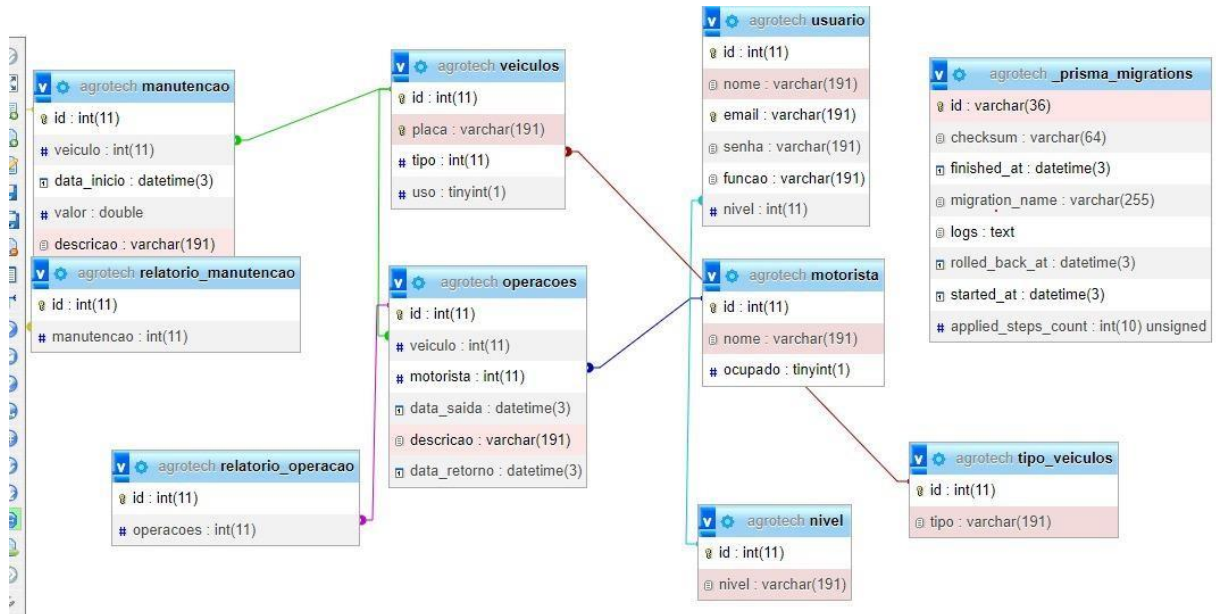 agrotech manutencao
id : int(11)
# veiculo : int(11)
data_inicio : datetime(3)
# valor : double
descricao : varchar(191)
agrotech relatorio_manutencao
id : int(11)
# manutencao : int(11)
agrotech veiculos
id : int(11)
placa : varchar(191)
# tipo : int(11)
# uso : tinyint(1)
agrotech operacoes
id : int(11)
# veiculo : int(11)
# motorista : int(11)
data_saida : datetime(3)
descricao : varchar(191)
data_retorno : datetime(3)
agrotech relatorio_operacao
id : int(11)
# operacoes : int(11)
agrotech usuario
id : int(11)
nome : varchar(191)
email : varchar(191)
senha : varchar(191)
funcao : varchar(191)
# nivel : int(11)
agrotech motorista
id : int(11)
nome : varchar(191)
# ocupado : tinyint(1)
agrotech nivel
id : int(11)
nivel : varchar(191)
agrotech _prisma_migrations
id : varchar(36)
checksum : varchar(64)
finished_at : datetime(3)
migration_name : varchar(255)
logs : text
rolled_back_at : datetime(3)
started_at : datetime(3)
# applied_steps_count : int(10) unsigned
agrotech tipo_veiculos
id : int(11)
tipo : varchar(191)